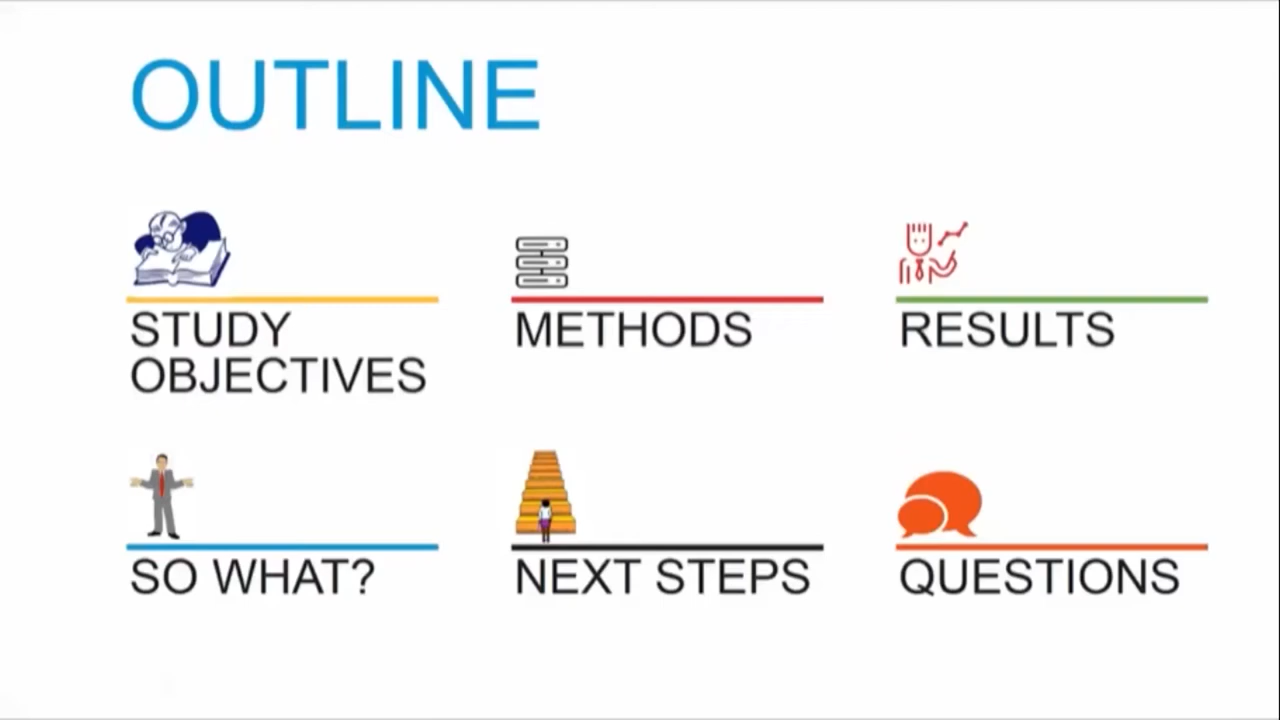 OUTLINE
STUDY
OBJECTIVES
METHODS
RESULTS
SO WHAT?
NEXT STEPS
QUESTIONS